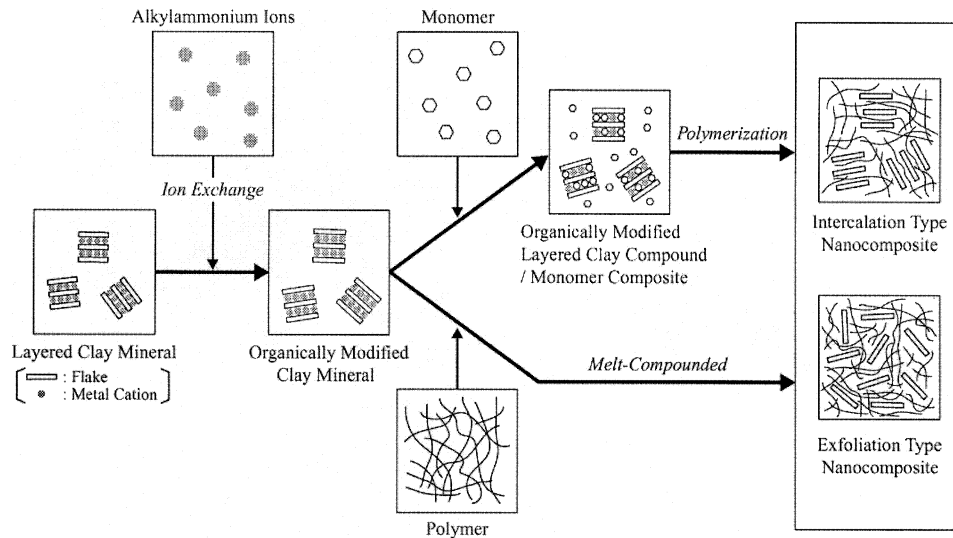 Alkylammonium Ions
Monomer
Ion Exchange
Polymerization
Layered Clay Mineral
: Flake
: Metal Cation
Organically Modified
Clay Mineral
Organically Modified
Layered Clay Compound
/ Monomer Composite
Intercalation Type
Nanocomposite
Melt-Compounded
Polymer
Exfoliation Type
Nanocomposite